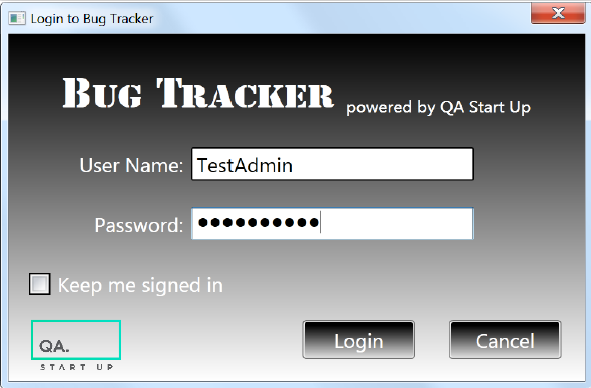 Login to Bug Tracker
BUG TRACKER powered by QA Start Up
User Name: TestAdmin
Password: ●●●●●●●●●●
Keep me signed in
QA.
START UP
Login Cancel